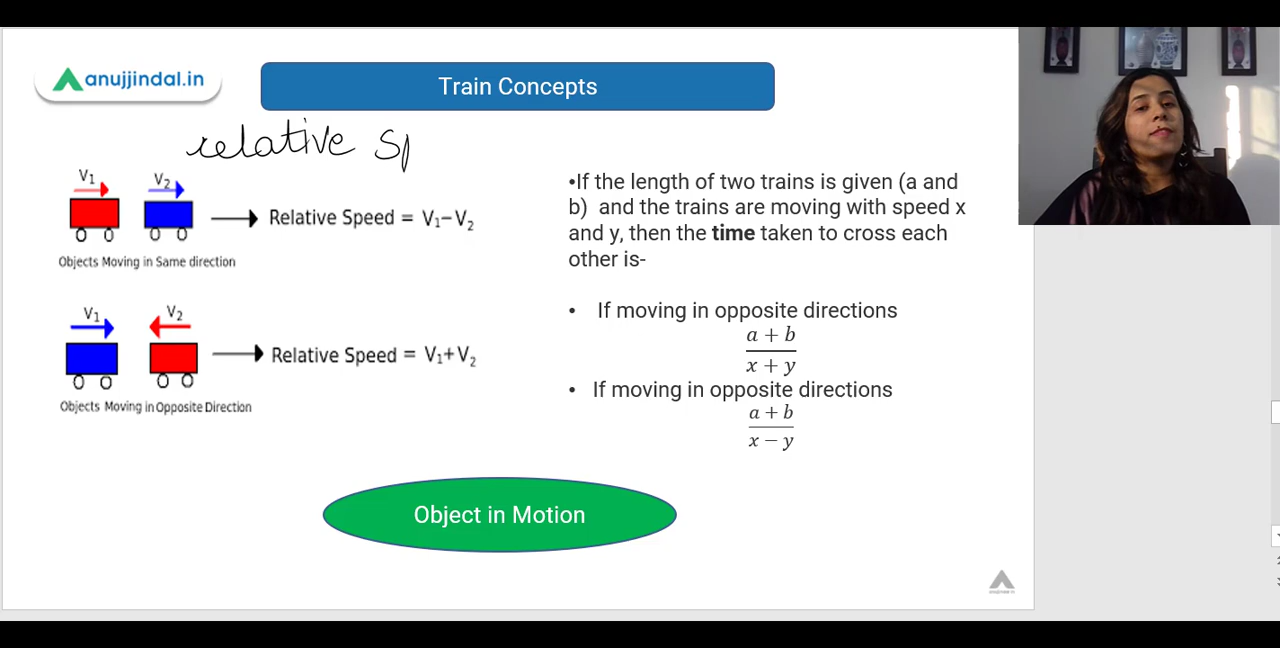 anujjindal.in
Train Concepts
relative sp
V₁ V₂
Relative Speed = V₁-V₂
Objects Moving in Same direction
V₁ V₂
Relative Speed = V₁+V₂
Objects Moving in Opposite Direction
•If the length of two trains is given (a and
b) and the trains are moving with speed x
and y, then the time taken to cross each
other is-
• If moving in opposite directions
a + b
x + y
• If moving in opposite directions
a + b
x − y
Object in Motion